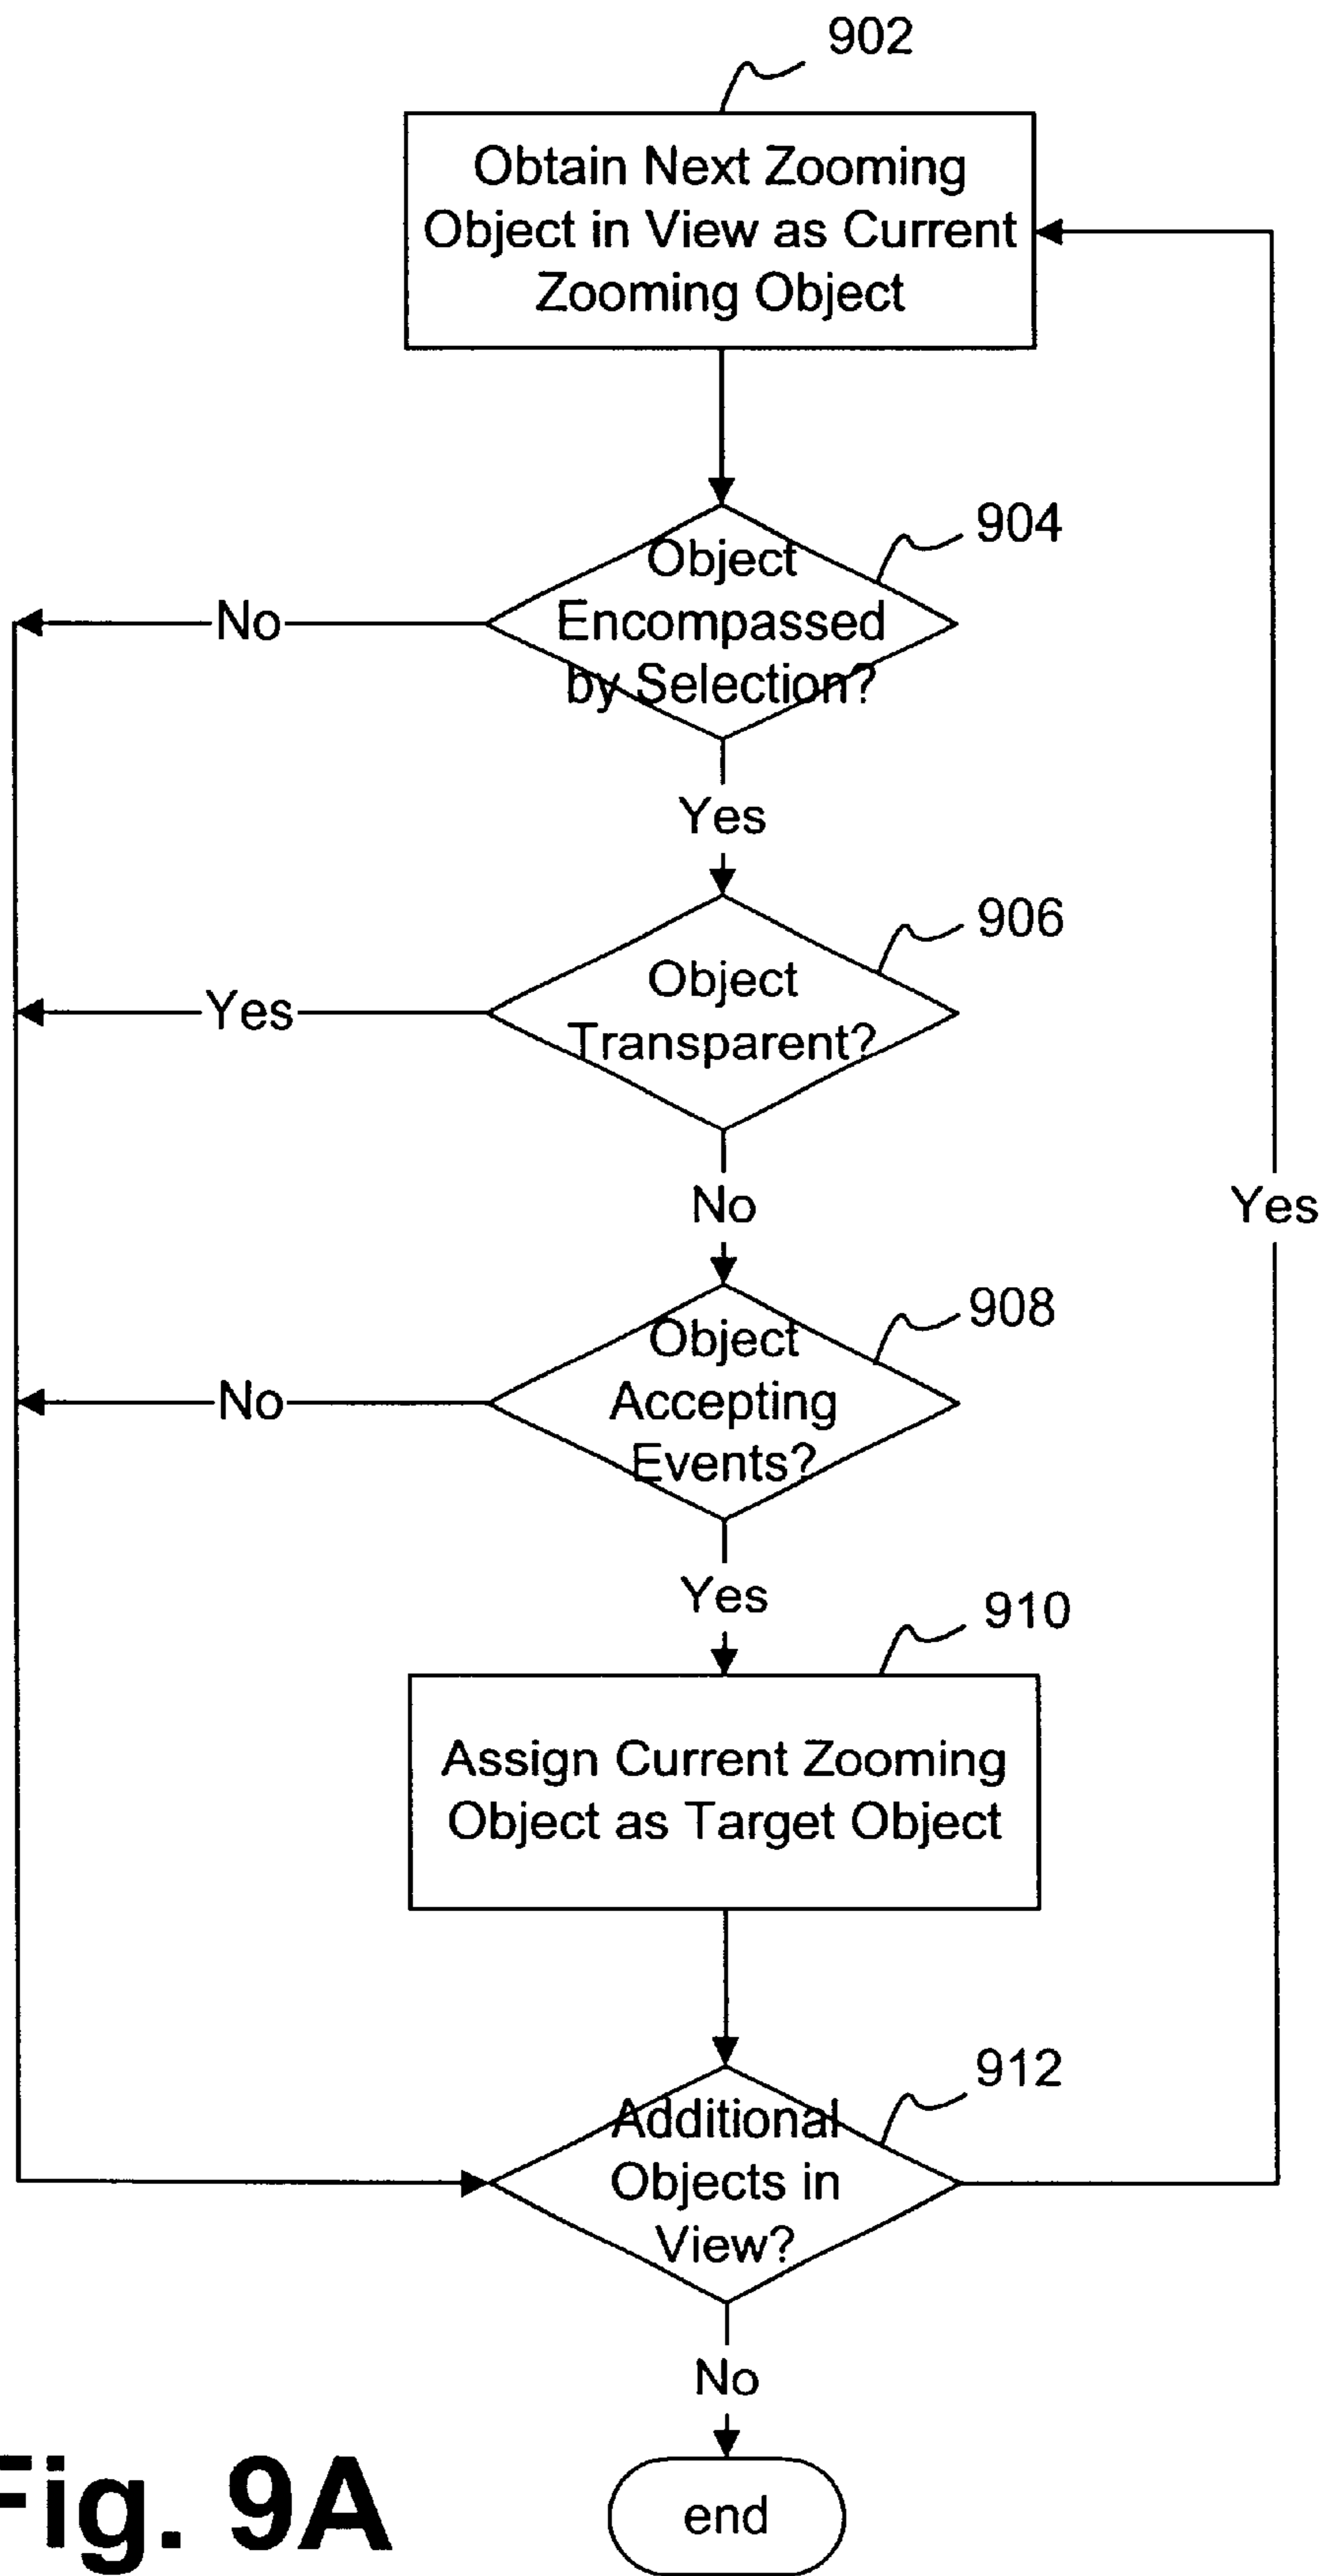 902
Obtain Next Zooming
Object in View as Current
Zooming Object
904
Object
Encompassed
by Selection?
No
Yes
906
Object
Transparent?
Yes
No
Yes
908
Object
Accepting
Events?
No
Yes
910
Assign Current Zooming
Object as Target Object
912
Additional
Objects in
View?
No
end
Fig. 9A